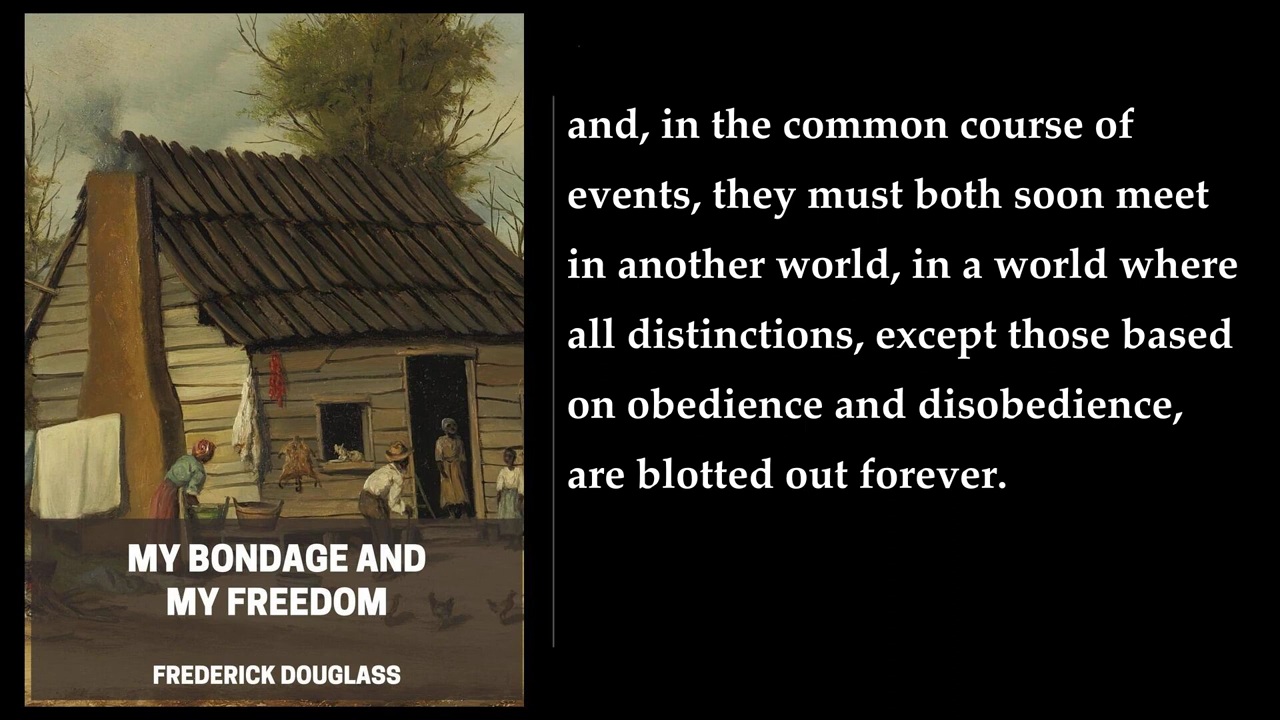 and, in the common course of
events, they must both soon meet
in another world, in a world where
all distinctions, except those based
on obedience and disobedience,
are blotted out forever.
MY BONDAGE AND
MY FREEDOM
FREDERICK DOUGLASS